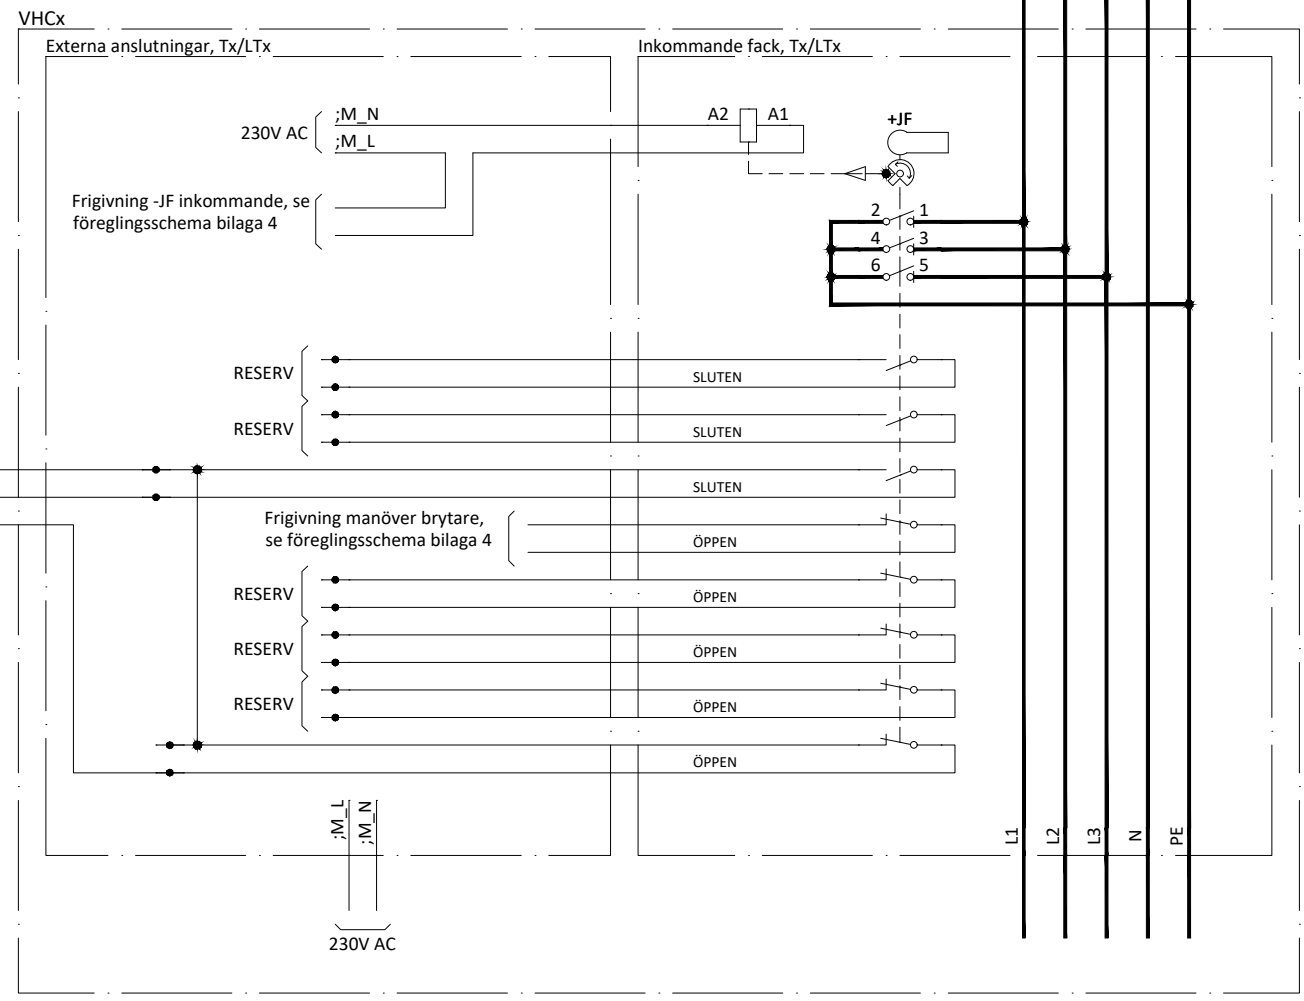 VHCx
Externa anslutningar, Tx/LTx
Inkommande fack, Tx/LTx
;M_N
230V AC
;M_L
A2
A1
+JF
Frigivning -JF inkommande, se
föreglingsschema bilaga 4
2
1
4
3
6
5
RESERV
SLUTEN
RESERV
SLUTEN
SLUTEN
Frigivning manöver brytare,
se föreglingsschema bilaga 4
ÖPPEN
RESERV
ÖPPEN
RESERV
ÖPPEN
RESERV
ÖPPEN
ÖPPEN
;M_L
;M_N
L1
L2
L3
N
PE
230V AC